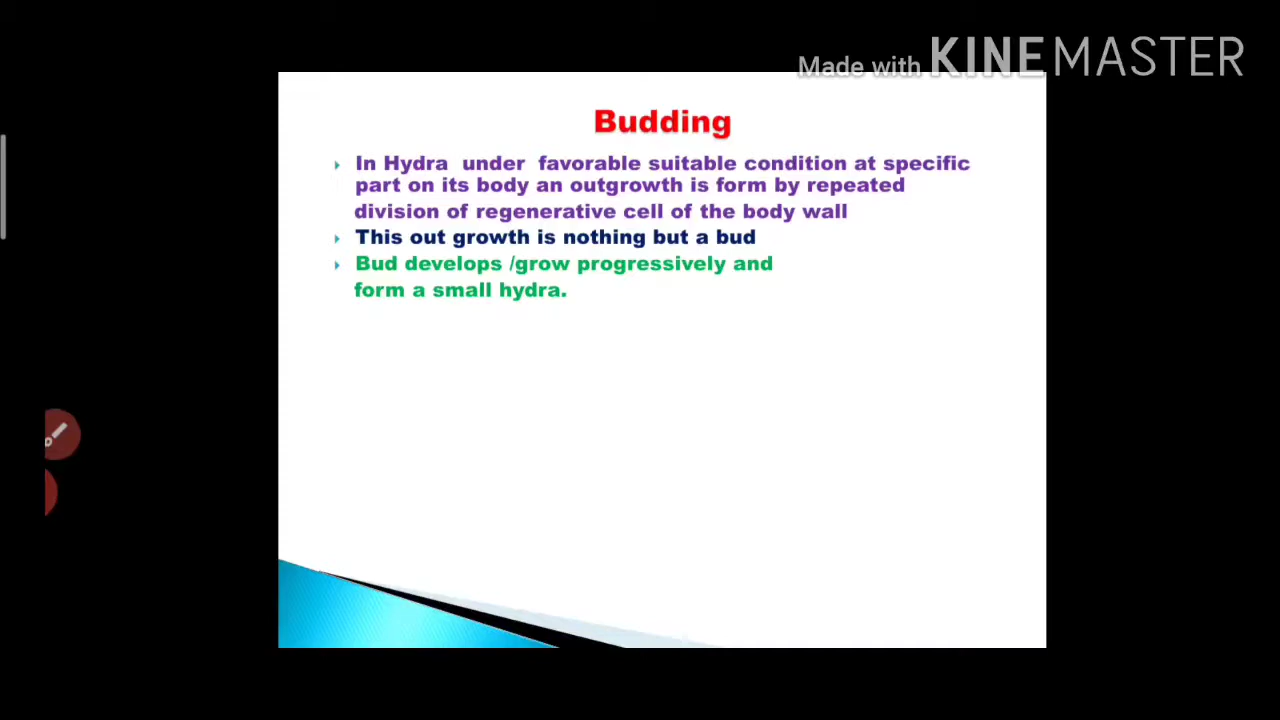 Made with KINEMASTER
Budding
In Hydra under favorable suitable condition at specific
part on its body an outgrowth is form by repeated
division of regenerative cell of the body wall
This out growth is nothing but a bud
Bud develops /grow progressively and
form a small hydra.